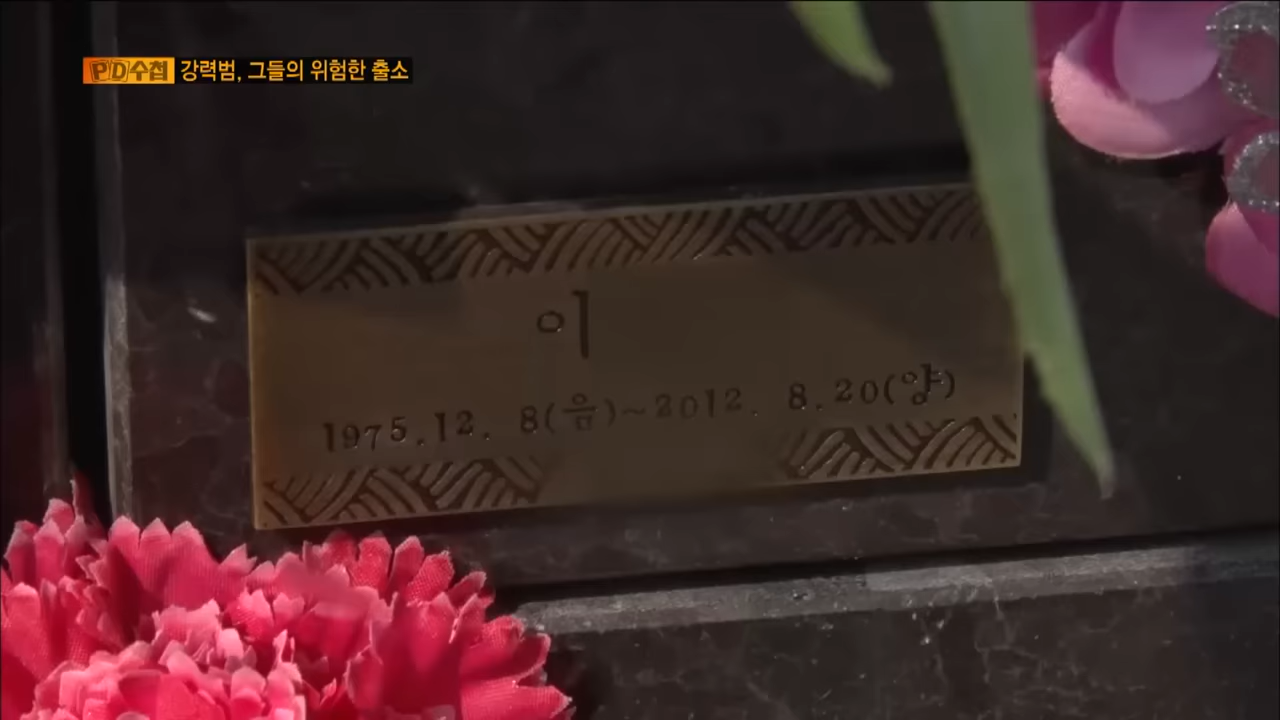 PD수첩 강력범, 그들의 위험한 출소
이
1975.12. 8(음)~2012. 8.20(양)